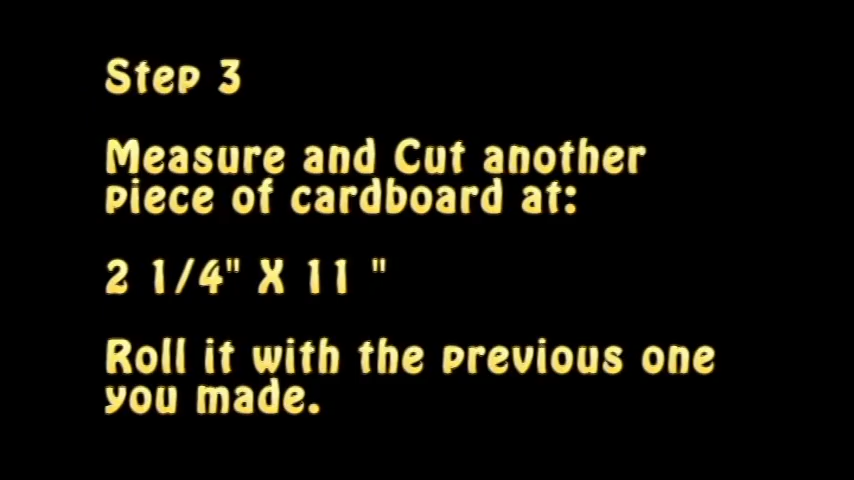 Step 3
Measure and Cut another
piece of cardboard at:
2 1/4" X 11 "
Roll it with the previous one
you made.